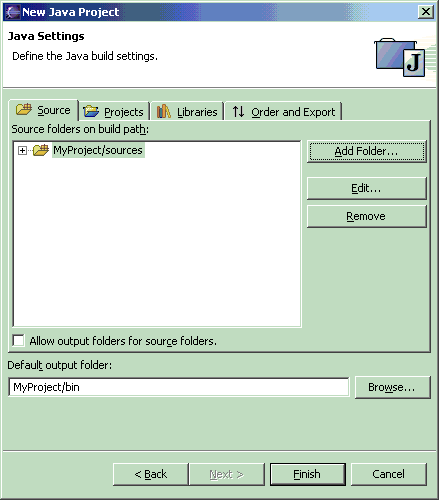 New Java Project
Java Settings
Define the Java build settings.
J
Source Projects Libraries Order and Export
Source folders on build path:
MyProject/sources
Add Folder...
Edit...
Remove
Allow output folders for source folders.
Default output folder:
MyProject/bin
Browse...
< Back Next > Finish Cancel